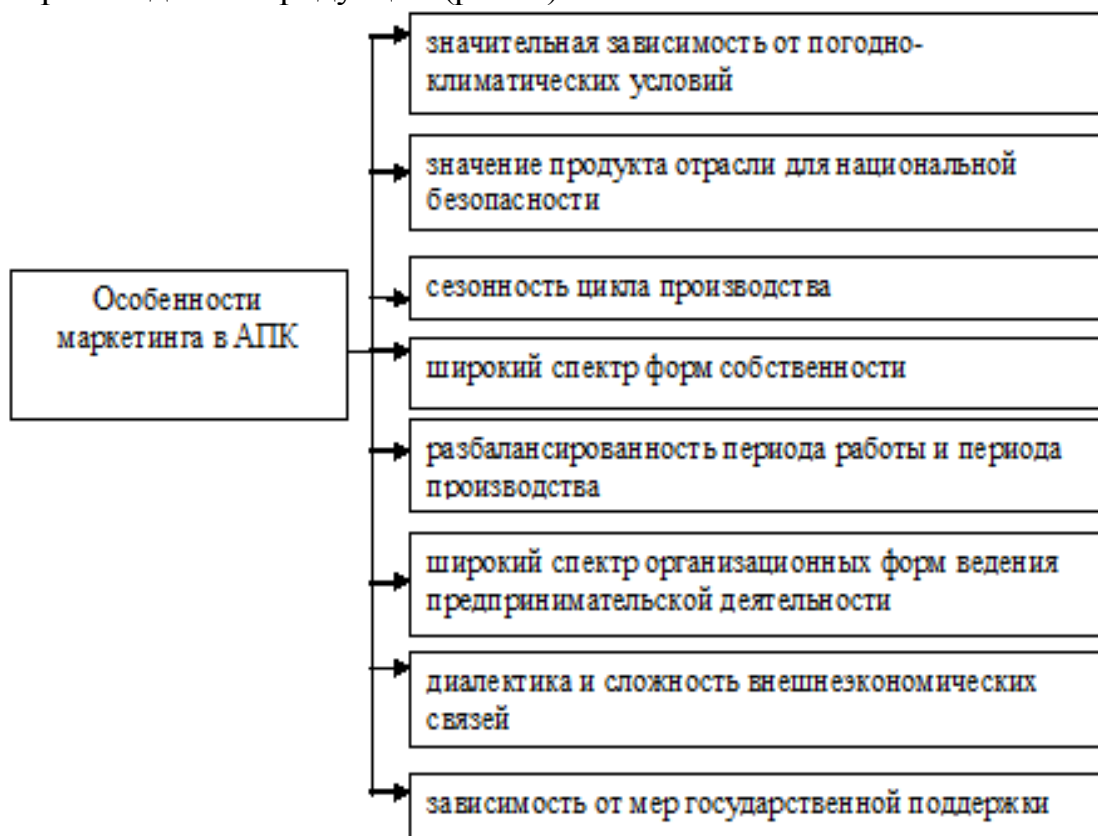 Особенности
маркетинга в АПК
значительная зависимость от погодно-
климатических условий
значение продукта отрасли для национальной
безопасности
сезонность цикла производства
широкий спектр форм собственности
разбалансированность периода работы и периода
производства
широкий спектр организационных форм ведения
предпринимательской деятельности
диалектика и сложность внешнеэкономических
связей
зависимость от мер государственной поддержки